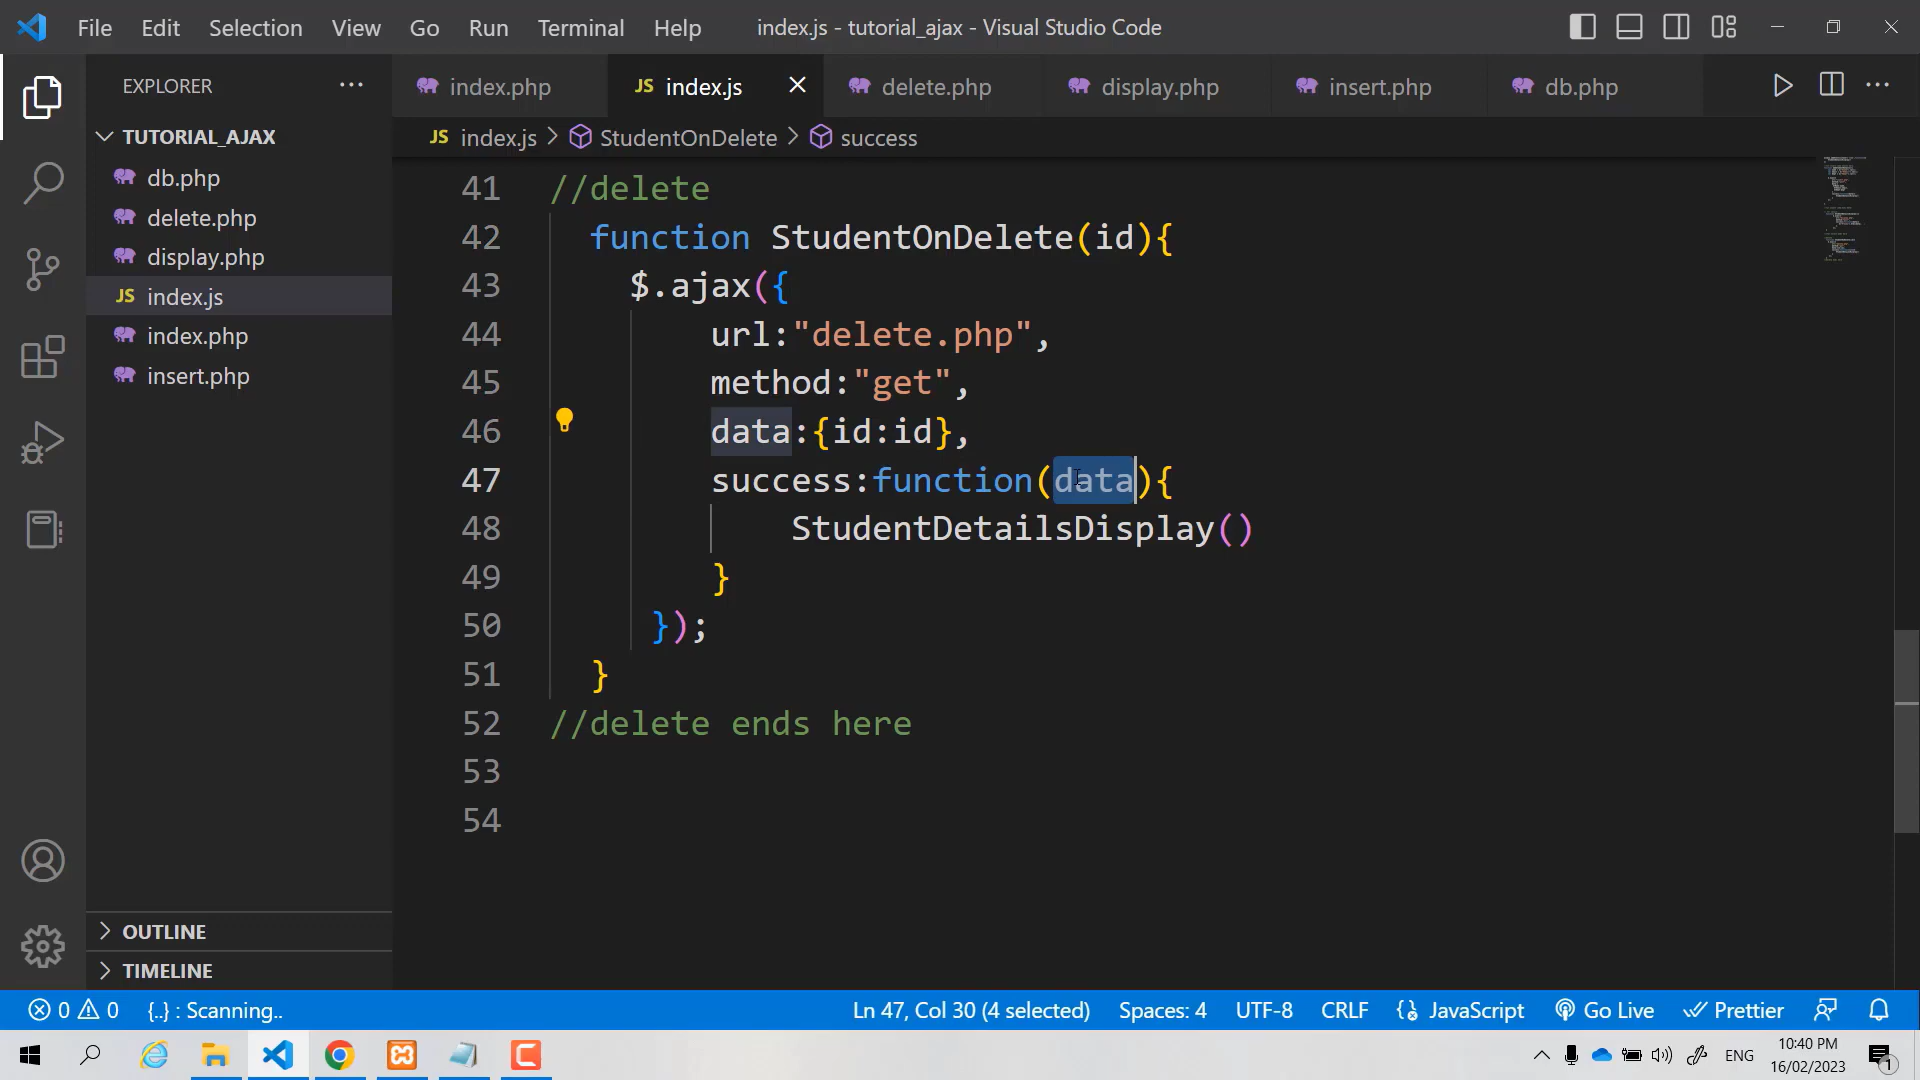 File Edit Selection View Go Run Terminal Help index.js - tutorial_ajax - Visual Studio Code
EXPLORER
index.php JS index.js delete.php display.php insert.php db.php
TUTORIAL_AJAX
JS index.js > StudentOnDelete > success
db.php
delete.php
display.php
JS index.js
index.php
insert.php
41 //delete
42 function StudentOnDelete(id){
43 $.ajax({
44 url:"delete.php",
45 method:"get",
46 data:{id:id},
47 success:function(data){
48 StudentDetailsDisplay()
49 }
50 });
51 }
52 //delete ends here
53
54
OUTLINE
TIMELINE
0 0 {..} : Scanning.. Ln 47, Col 30 (4 selected) Spaces: 4 UTF-8 CRLF JavaScript Go Live Prettier
ENG 10:40 PM
16/02/2023 1